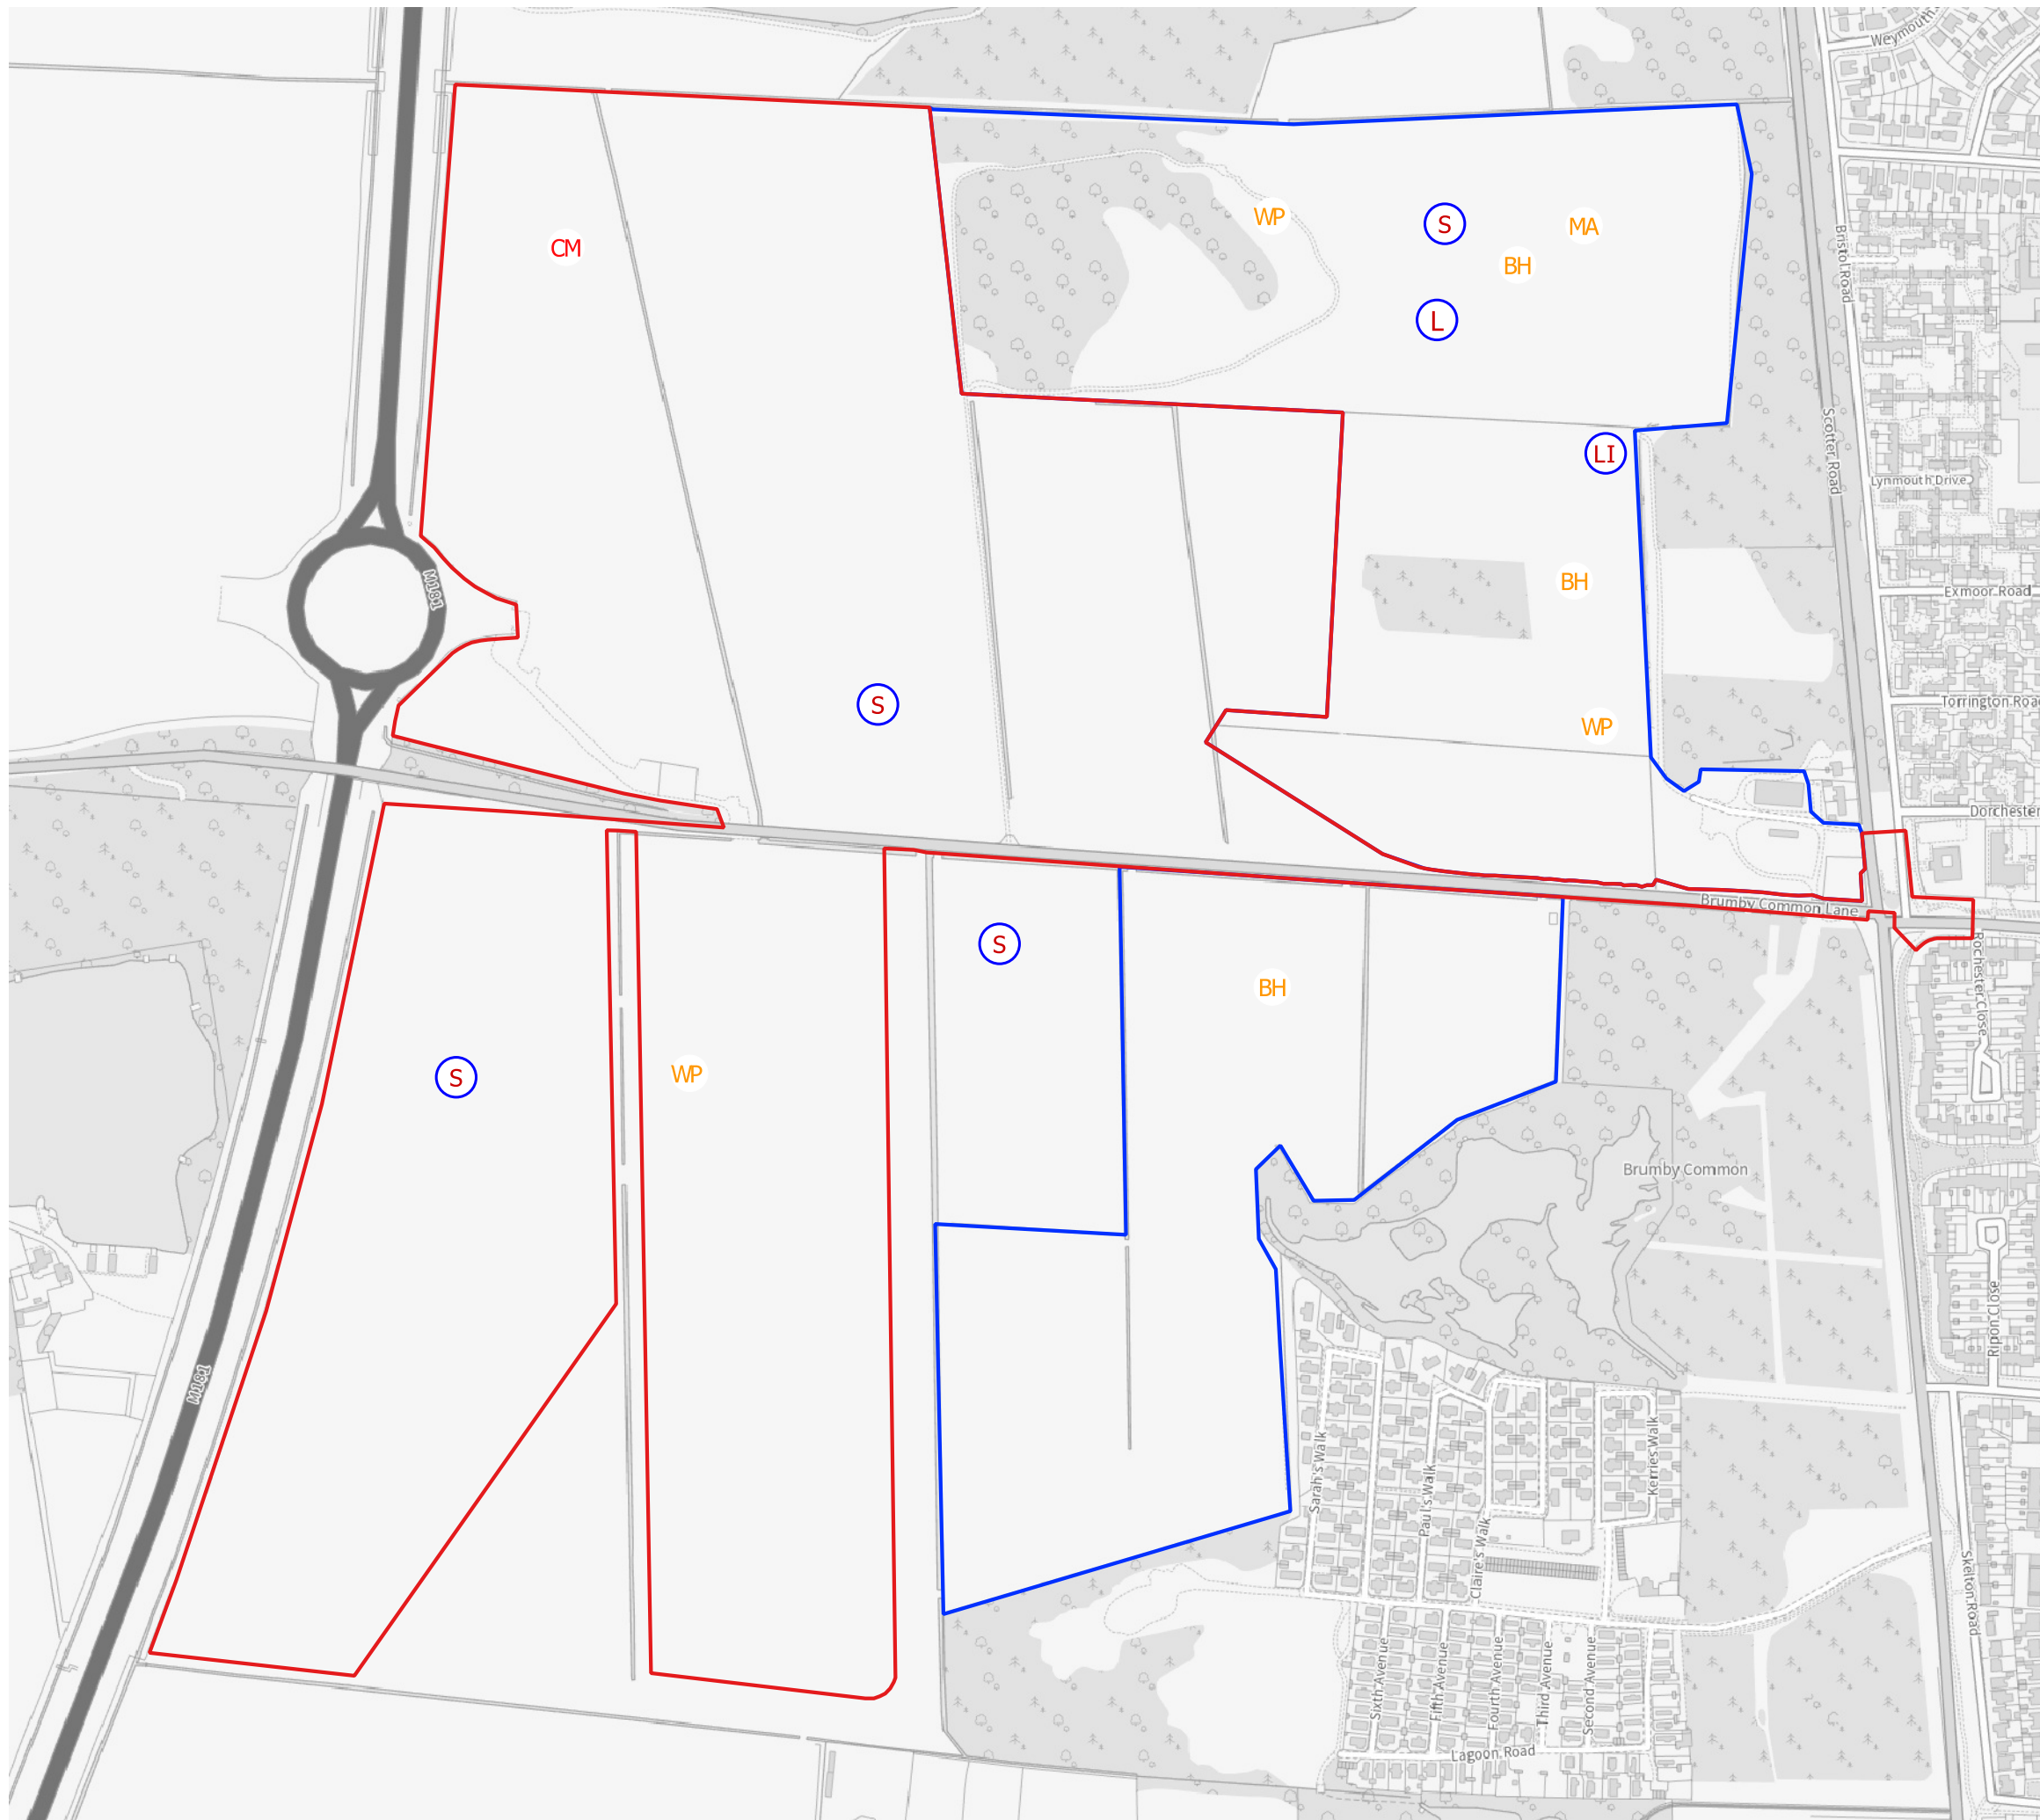 Weymouth
CM
WP
S
MA
BH
L
Bristol Road
Scotter Road
LI
Lynmouth Drive
M181
BH
Exmoor Road
S
WP
Torrington Road
Dorchester
Brumby Common Lane
S
BH
Rochester Close
S
WP
Brumby Common
Ripon Close
M181
Sarah's Walk
Paul's Walk
Kerries Walk
Claire's Walk
Skelton Road
Sixth Avenue
Fifth Avenue
Fourth Avenue
Third Avenue
Second Avenue
Lagoon Road